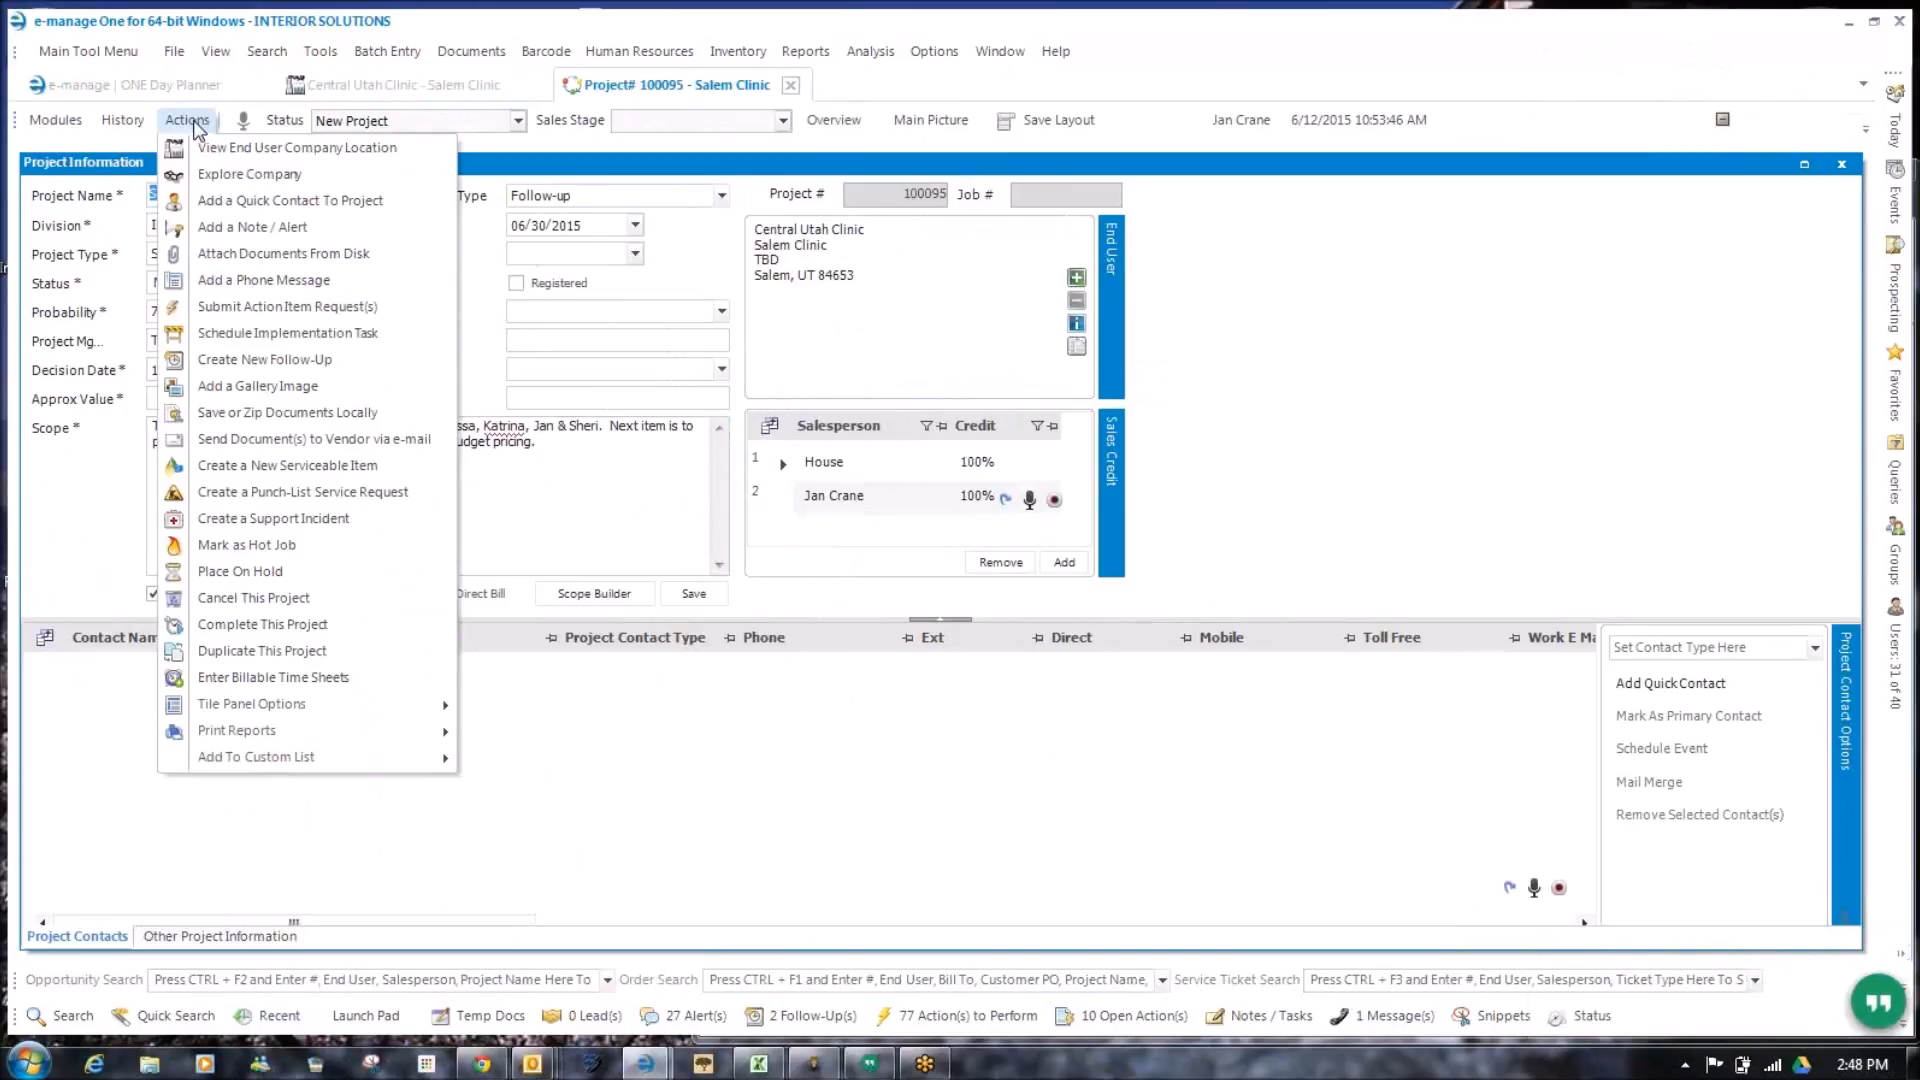 e-manage One for 64-bit Windows - INTERIOR SOLUTIONS
Main Tool Menu File View Search Tools Batch Entry Documents Barcode Human Resources Inventory Reports Analysis Options Window Help
e-manage | ONE Day Planner Central Utah Clinic - Salem Clinic Project# 100095 - Salem Clinic
Modules History Actions Status New Project Sales Stage Overview Main Picture Save Layout Jan Crane 6/12/2015 10:53:46 AM
View End User Company Location
Explore Company
Add a Quick Contact To Project
Add a Note / Alert
Attach Documents From Disk
Add a Phone Message
Submit Action Item Request(s)
Schedule Implementation Task
Create New Follow-Up
Add a Gallery Image
Save or Zip Documents Locally
Send Document(s) to Vendor via e-mail
Create a New Serviceable Item
Create a Punch-List Service Request
Create a Support Incident
Mark as Hot Job
Place On Hold
Cancel This Project
Complete This Project
Duplicate This Project
Enter Billable Time Sheets
Tile Panel Options
Print Reports
Add To Custom List
Project Information
Project Name *
Division *
Project Type *
Status *
Probability *
Project Mg...
Decision Date *
Approx Value *
Scope *
Type Follow-up
06/30/2015
Registered
ssa, Katrina, Jan & Sheri. Next item is to
udget pricing.
Direct Bill Scope Builder Save
Project # 100095 Job #
Central Utah Clinic
Salem Clinic
TBD
Salem, UT 84653
End User
Salesperson Credit
1 House 100%
2 Jan Crane 100%
Remove Add
Sales Credit
Contact Nam Project Contact Type Phone Ext Direct Mobile Toll Free Work E Ma
Set Contact Type Here
Add Quick Contact
Mark As Primary Contact
Schedule Event
Mail Merge
Remove Selected Contact(s)
Project Contact Options
Project Contacts Other Project Information
Today
Events
Prospecting
Favorites
Queries
Groups
Users: 31 of 40
Opportunity Search Press CTRL + F2 and Enter #, End User, Salesperson, Project Name Here To Order Search Press CTRL + F1 and Enter #, End User, Bill To, Customer PO, Project Name, Service Ticket Search Press CTRL + F3 and Enter #, End User, Salesperson, Ticket Type Here To S
Search Quick Search Recent Launch Pad Temp Docs 0 Lead(s) 27 Alert(s) 2 Follow-Up(s) 77 Action(s) to Perform 10 Open Action(s) Notes / Tasks 1 Message(s) Snippets Status
2:48 PM